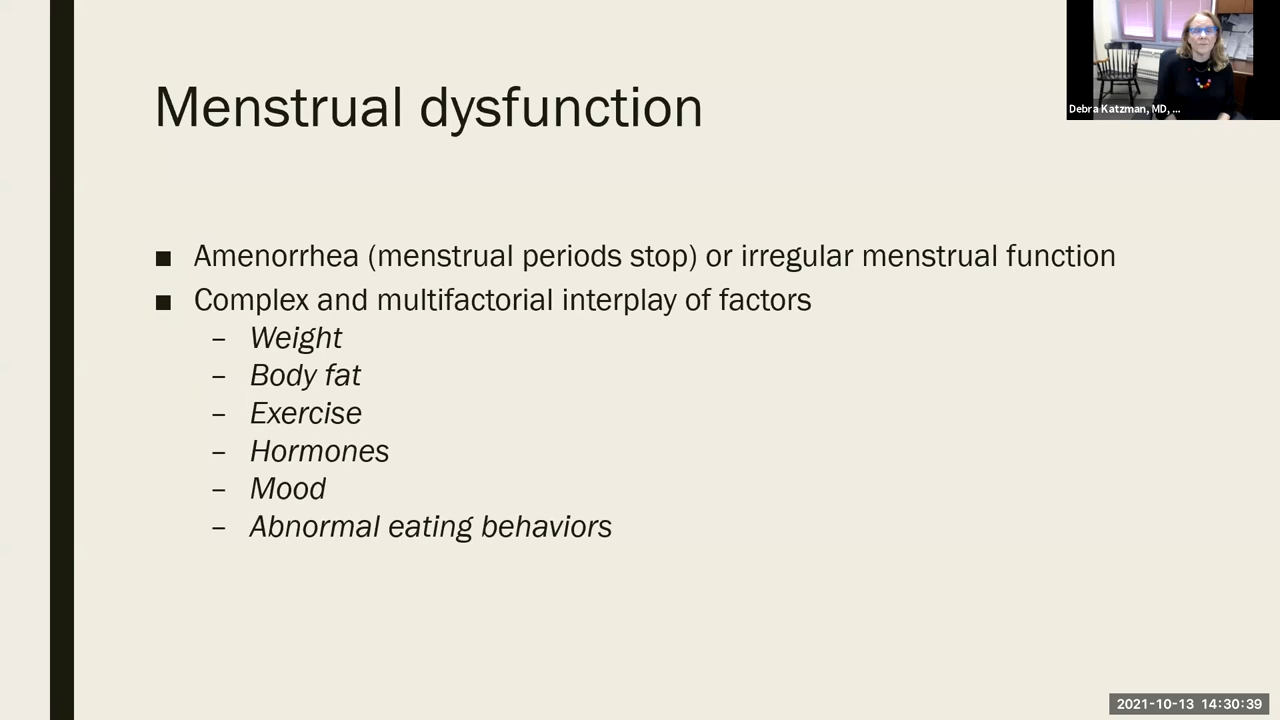 Menstrual dysfunction
Debra Katzman, MD, ...
■ Amenorrhea (menstrual periods stop) or irregular menstrual function
■ Complex and multifactorial interplay of factors
– Weight
– Body fat
– Exercise
– Hormones
– Mood
– Abnormal eating behaviors
2021-10-13 14:30:39